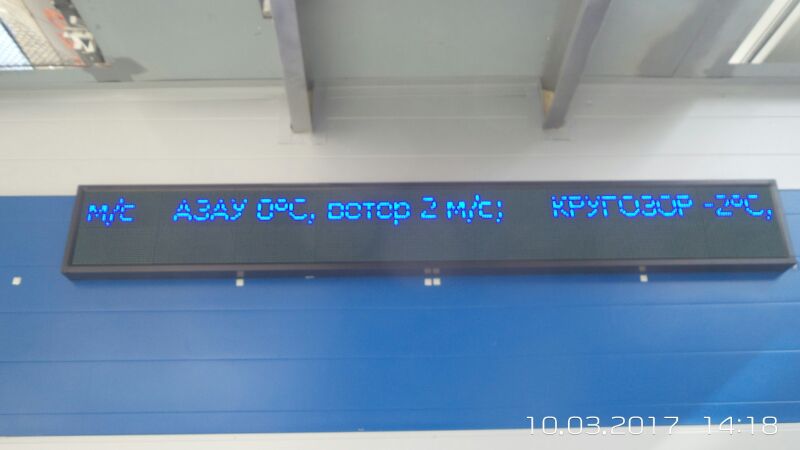 м/с АЗАУ 0°С, ветер 2 м/с; КРУГОЗОР -2°С,
10.03.2017 14:18